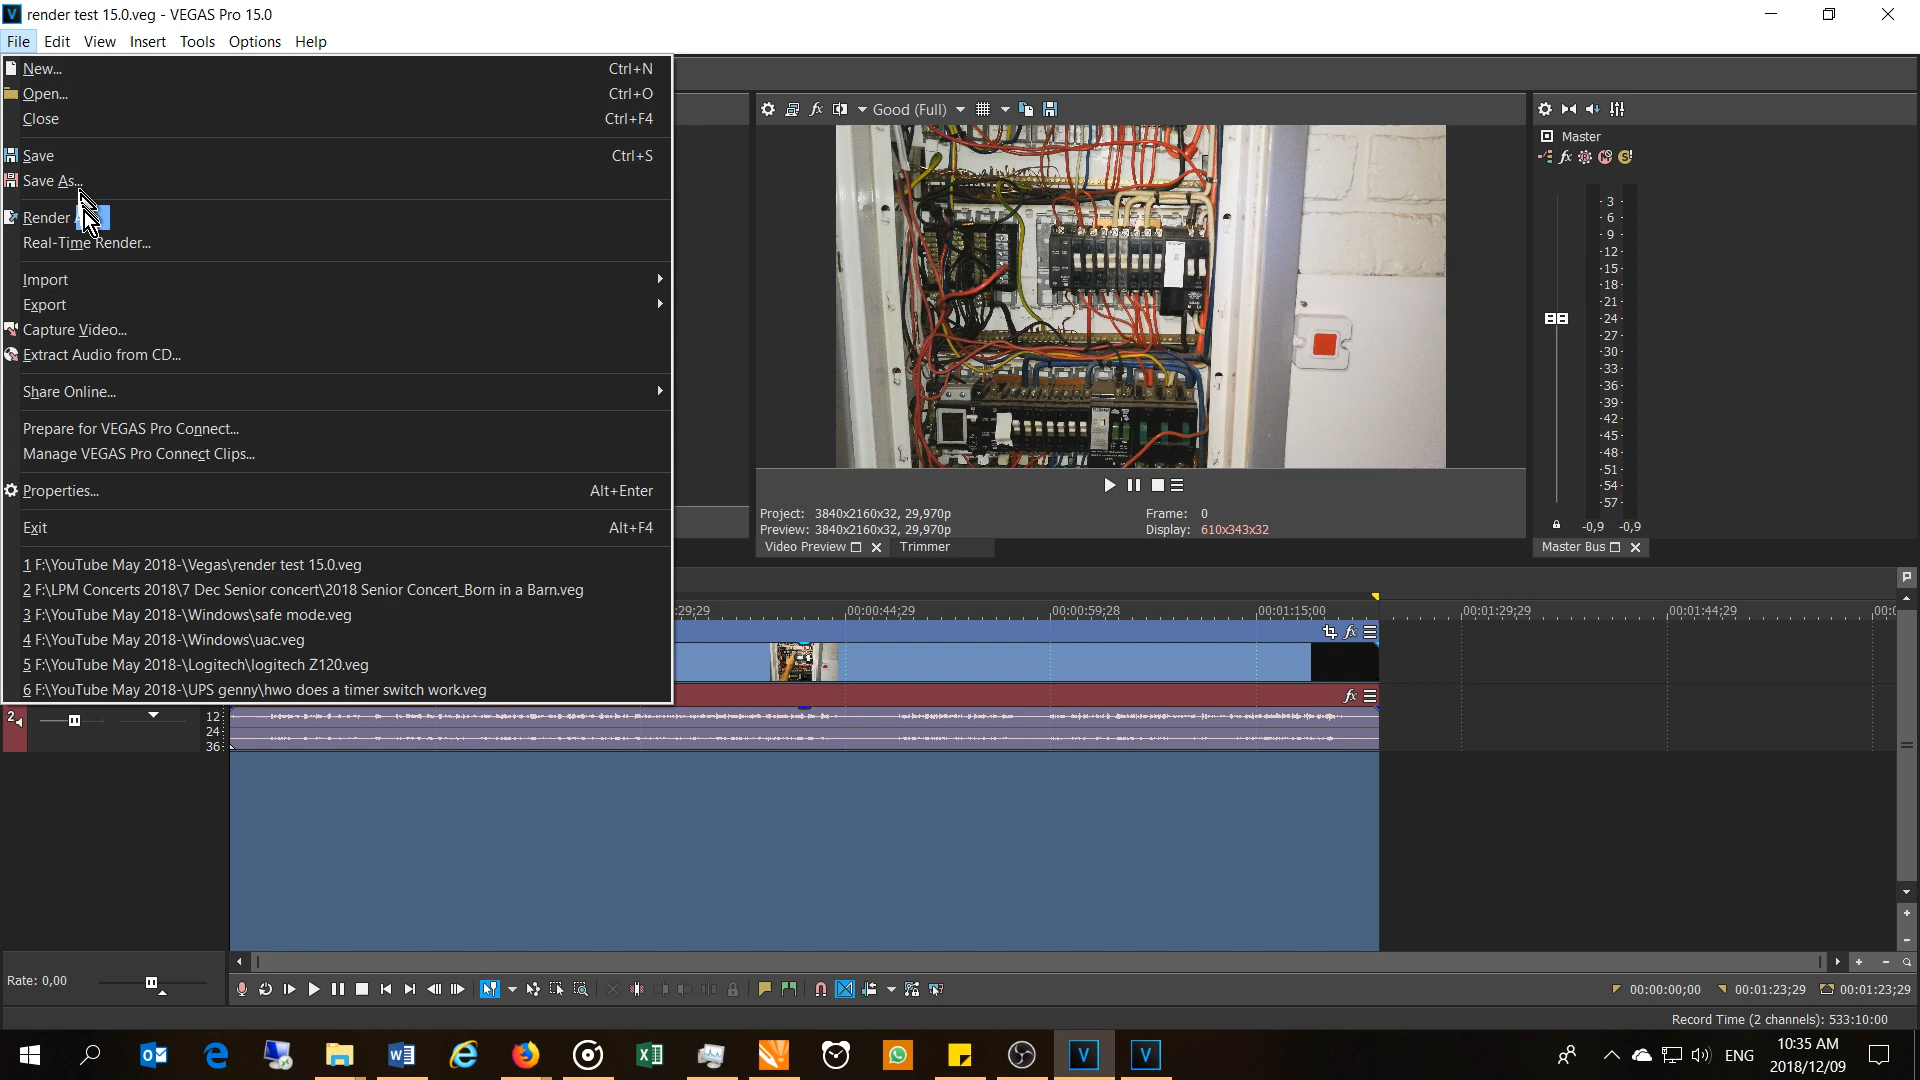 render test 15.0.veg - VEGAS Pro 15.0
File Edit View Insert Tools Options Help
New... Ctrl+N
Open... Ctrl+O
Close Ctrl+F4
Save Ctrl+S
Save As...
Render
Real-Time Render...
Import
Export
Capture Video...
Extract Audio from CD...
Share Online...
Prepare for VEGAS Pro Connect...
Manage VEGAS Pro Connect Clips...
Properties... Alt+Enter
Exit Alt+F4
1 F:\YouTube May 2018-\Vegas\render test 15.0.veg
2 F:\LPM Concerts 2018\7 Dec Senior concert\2018 Senior Concert_Born in a Barn.veg
3 F:\YouTube May 2018-\Windows\safe mode.veg
4 F:\YouTube May 2018-\Windows\uac.veg
5 F:\YouTube May 2018-\Logitech\logitech Z120.veg
6 F:\YouTube May 2018-\UPS genny\hwo does a timer switch work.veg
Good (Full)
Project: 3840x2160x32, 29,970p
Frame: 0
Preview: 3840x2160x32, 29,970p
Display: 610x343x32
Video Preview
Trimmer
Master
-3-
-6-
-9-
-12-
-15-
-18-
-21-
-24-
-27-
-30-
-33-
-36-
-39-
-42-
-45-
-48-
-51-
-54-
-57-
-0,9 -0,9
Master Bus
:29;29 00:00:44;29 00:00:59;28 00:01:15;00 00:01:29;29 00:01:44;29 00:0
2
12
24
36
Rate: 0,00
00:00:00;00 00:01:23;29 00:01:23;29
Record Time (2 channels): 533:10:00
ENG
10:35 AM
2018/12/09